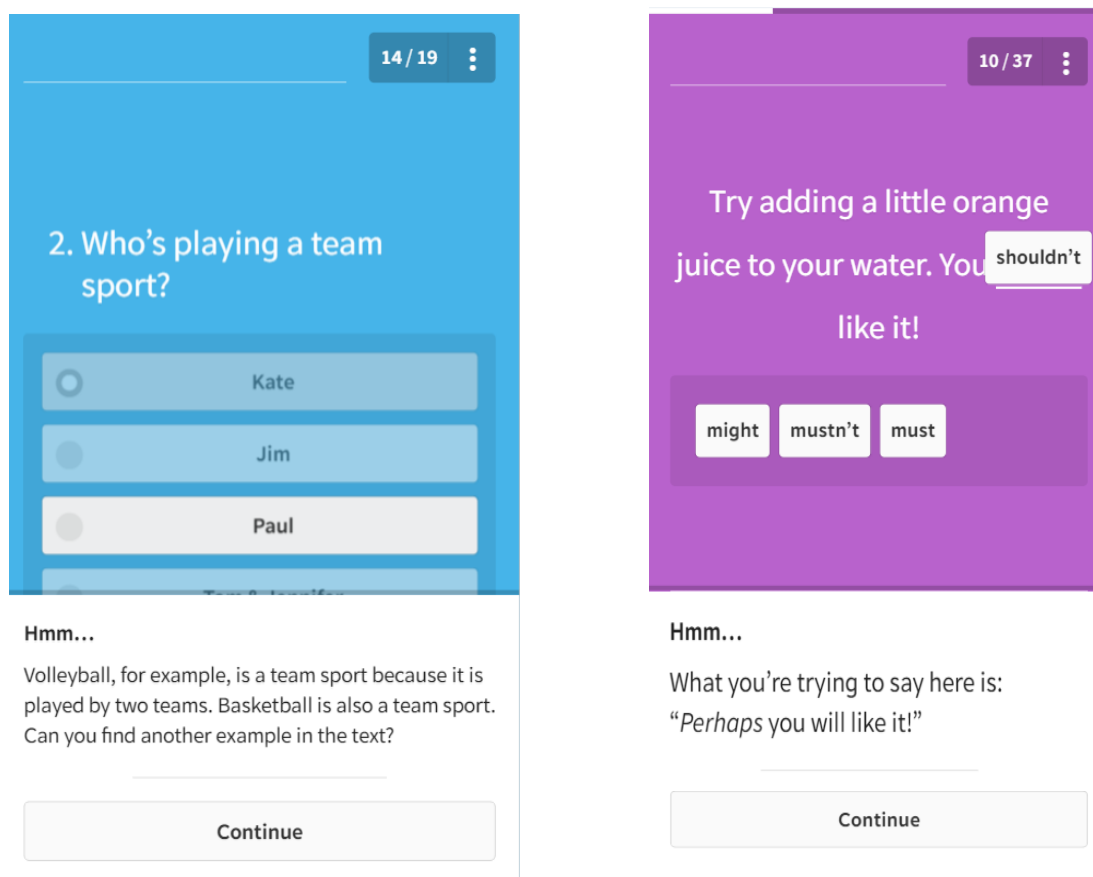 14 / 19
2. Who's playing a team
sport?
Kate
Jim
Paul
Tom & Jennifer
Hmm...
Volleyball, for example, is a team sport because it is
played by two teams. Basketball is also a team sport.
Can you find another example in the text?
Continue
10 / 37
Try adding a little orange
juice to your water. You shouldn't
like it!
might mustn't must
Hmm...
What you're trying to say here is:
“Perhaps you will like it!”
Continue